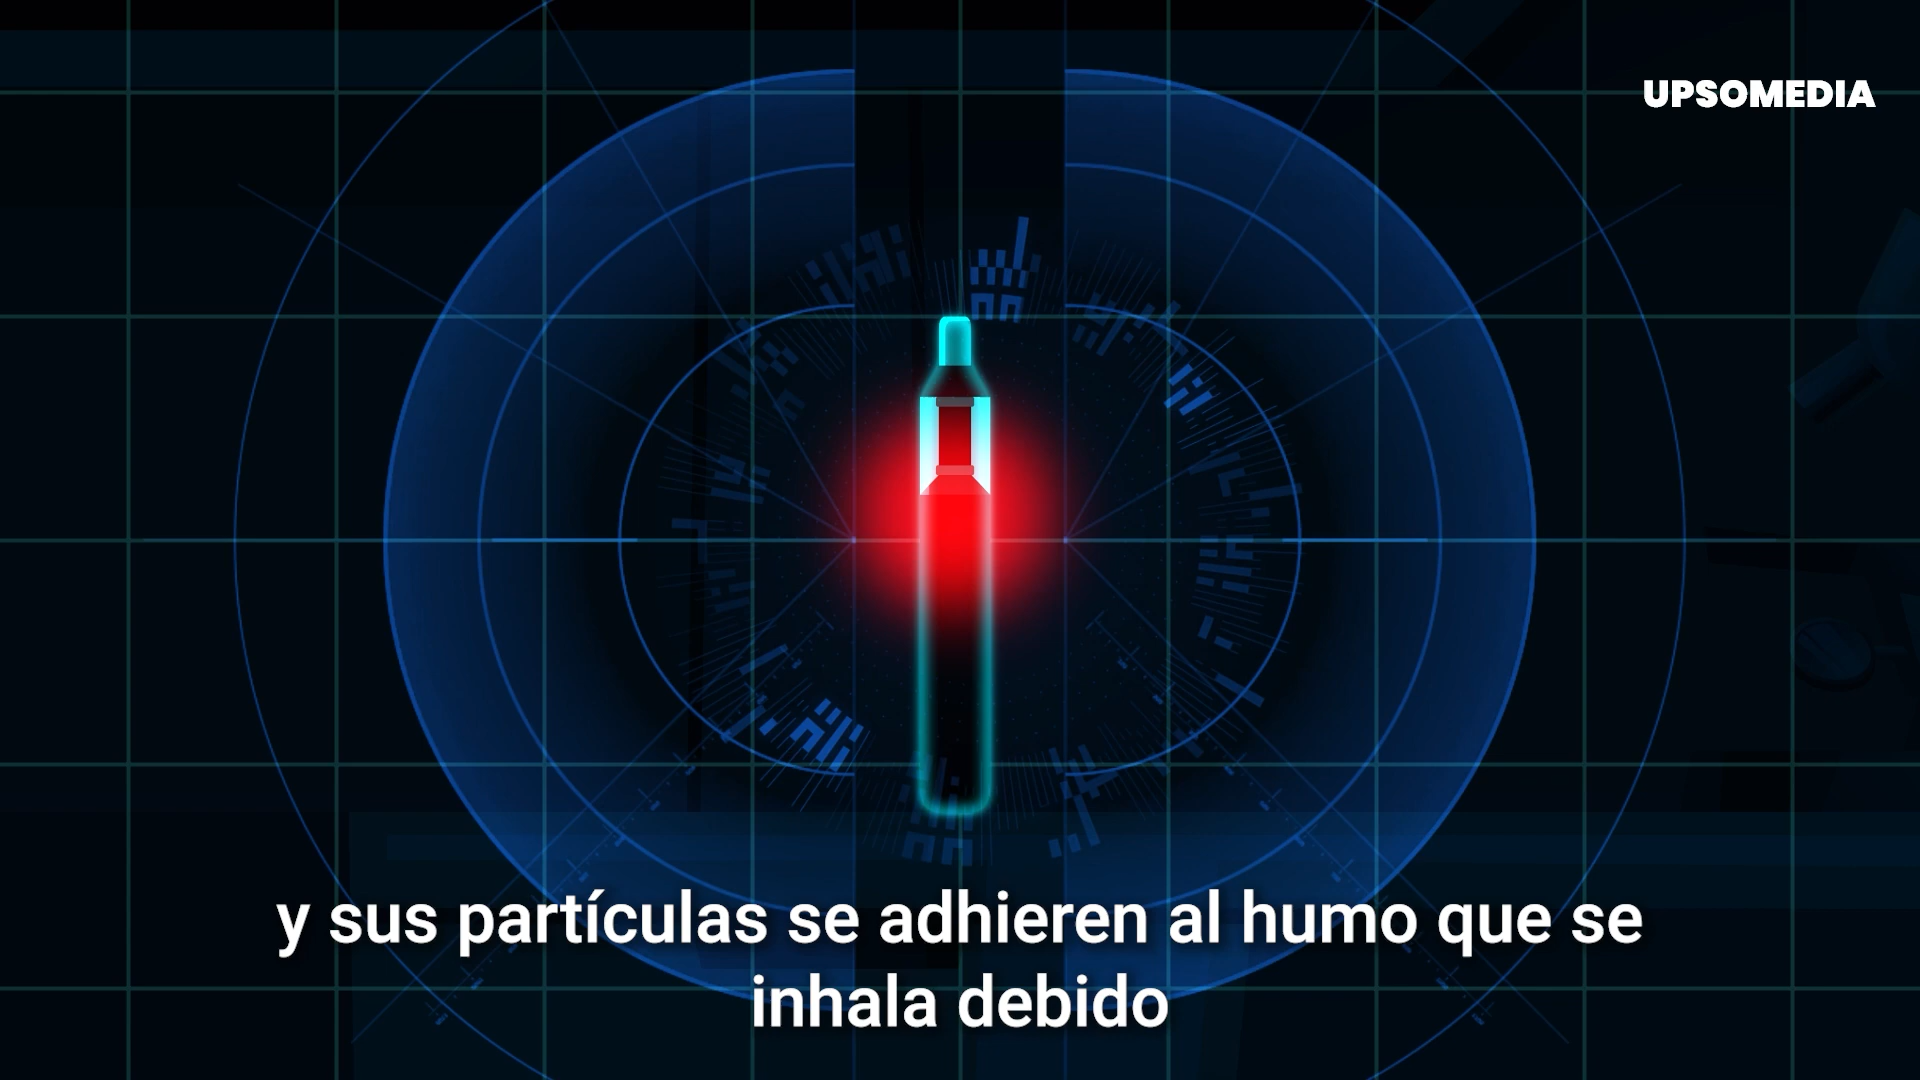 UPSOMEDIA
y sus partículas se adhieren al humo que se
inhala debido